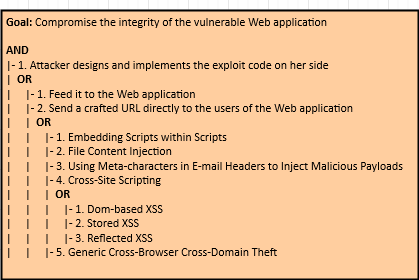 Goal: Compromise the integrity of the vulnerable Web application
AND
|- 1. Attacker designs and implements the exploit code on her side
| OR
| |- 1. Feed it to the Web application
| |- 2. Send a crafted URL directly to the users of the Web application
| | OR
| | |- 1. Embedding Scripts within Scripts
| | |- 2. File Content Injection
| | |- 3. Using Meta-characters in E-mail Headers to Inject Malicious Payloads
| | |- 4. Cross-Site Scripting
| | | OR
| | | |- 1. Dom-based XSS
| | | |- 2. Stored XSS
| | | |- 3. Reflected XSS
| | |- 5. Generic Cross-Browser Cross-Domain Theft